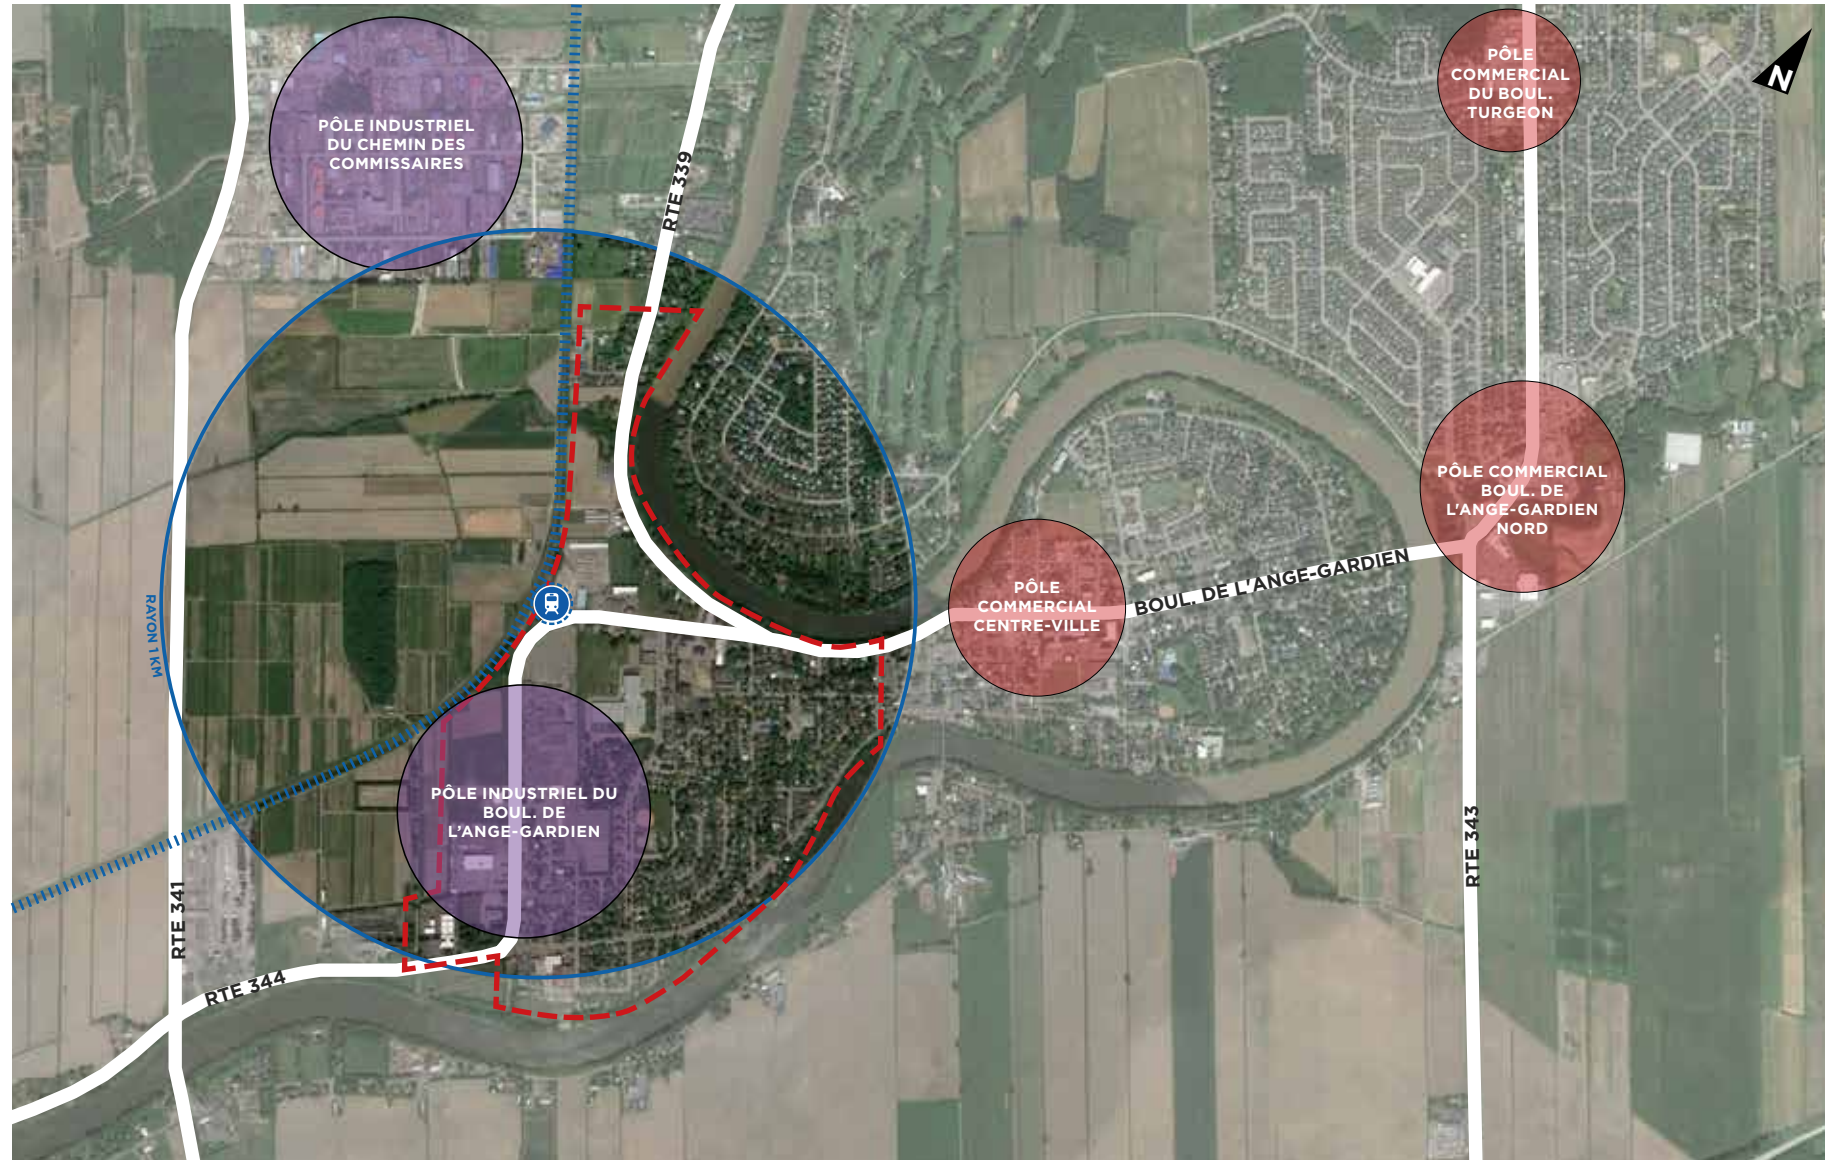 PÔLE
COMMERCIAL
DU BOUL.
TURGEON
N
PÔLE INDUSTRIEL
DU CHEMIN DES
COMMISSAIRES
RTE 339
PÔLE COMMERCIAL
BOUL. DE
L'ANGE-GARDIEN
NORD
BOUL. DE L'ANGE-GARDIEN
PÔLE
COMMERCIAL
CENTRE-VILLE
RAYON 1 KM
PÔLE INDUSTRIEL DU
BOUL. DE
L'ANGE-GARDIEN
RTE 343
RTE 341
RTE 344